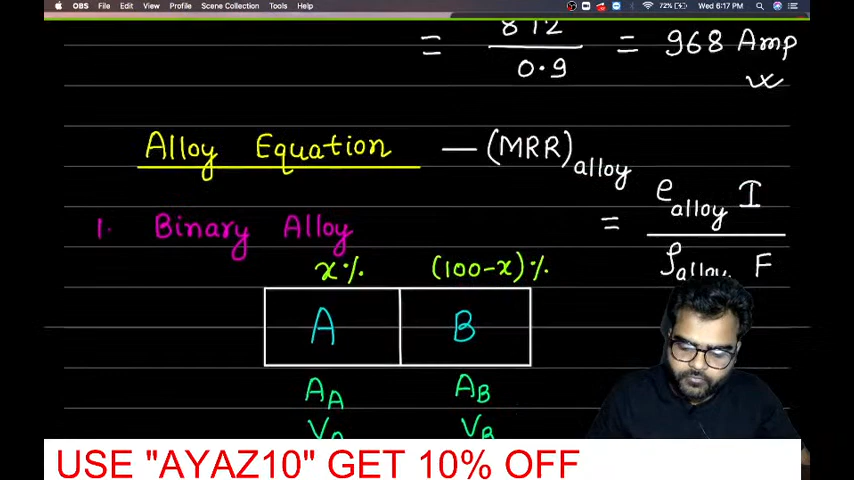 OBS File Edit View Profile Scene Collection Tools Help 72% Wed 6:17 PM
= 872 / 0.9 = 968 Amp
Alloy Equation — (MRR)alloy
= ealloy I / ρalloy F
1. Binary Alloy
x% (100-x)%
A B
AA AB
VA VB
USE "AYAZ10" GET 10% OFF